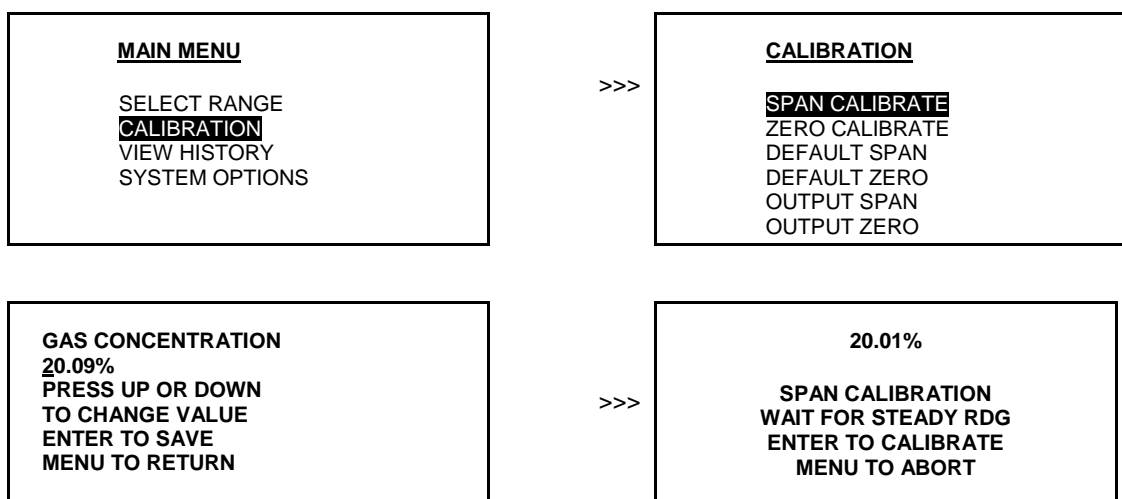 MAIN MENU
SELECT RANGE
CALIBRATION
VIEW HISTORY
SYSTEM OPTIONS
>>>
CALIBRATION
SPAN CALIBRATE
ZERO CALIBRATE
DEFAULT SPAN
DEFAULT ZERO
OUTPUT SPAN
OUTPUT ZERO
GAS CONCENTRATION
20.09%
PRESS UP OR DOWN
TO CHANGE VALUE
ENTER TO SAVE
MENU TO RETURN
>>>
20.01%
SPAN CALIBRATION
WAIT FOR STEADY RDG
ENTER TO CALIBRATE
MENU TO ABORT